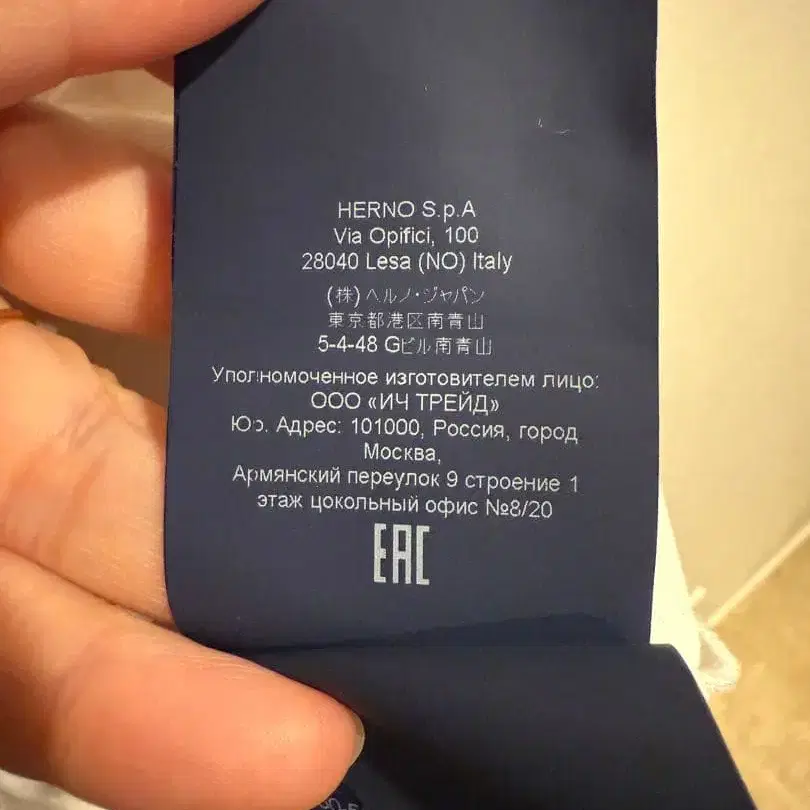 HERNO S.p.A
Via Opifici, 100
28040 Lesa (NO) Italy
(株) ヘルノ・ジャパン
東京都港区南青山
5-4-48 Gビル南青山
Уполномоченное изготовителем лицо:
ООО «ИЧ ТРЕЙД»
Юр. Адрес: 101000, Россия, город
Москва,
Армянский переулок 9 строение 1
этаж цокольный офис №8/20
EAC